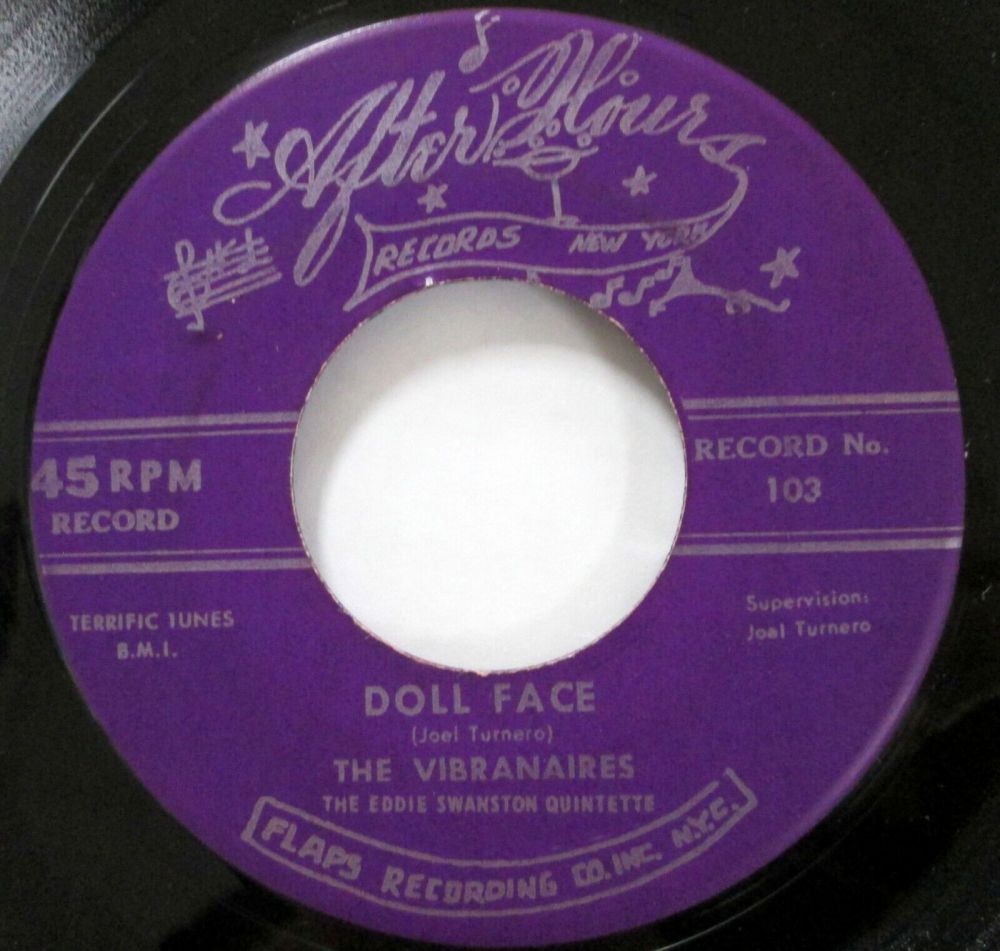 After Hours
RECORDS NEW YORK
45 RPM
RECORD
RECORD No.
103
TERRIFIC TUNES
B.M.I.
Supervision:
Joel Turnero
DOLL FACE
(Joel Turnero)
THE VIBRANAIRES
THE EDDIE SWANSTON QUINTETTE
FLAPS RECORDING CO. INC. N.Y.C.